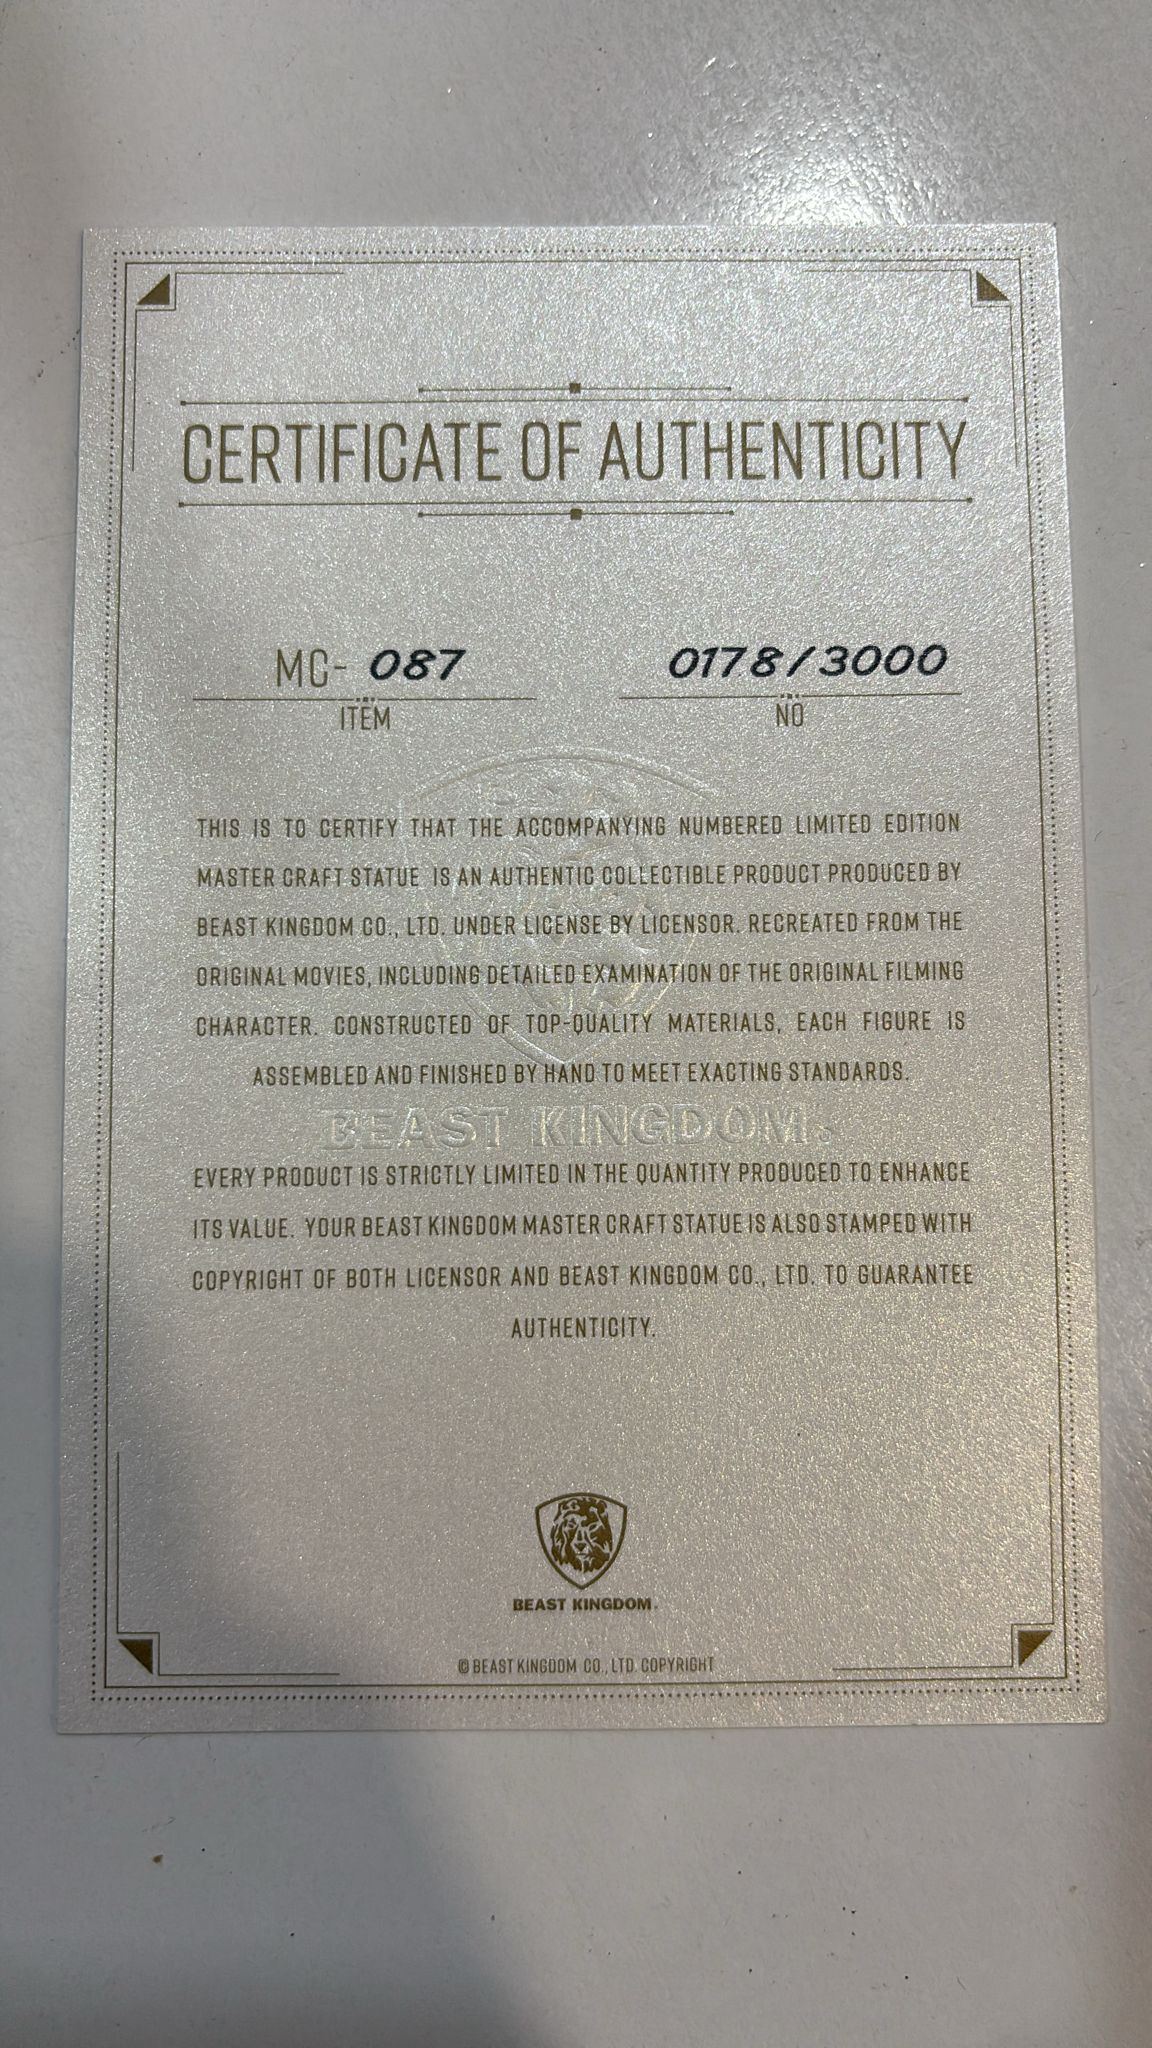 CERTIFICATE OF AUTHENTICITY
MC- 087 0178/3000
ITEM NO
THIS IS TO CERTIFY THAT THE ACCOMPANYING NUMBERED LIMITED EDITION
MASTER CRAFT STATUE IS AN AUTHENTIC COLLECTIBLE PRODUCT PRODUCED BY
BEAST KINGDOM CO., LTD. UNDER LICENSE BY LICENSOR. RECREATED FROM THE
ORIGINAL MOVIES, INCLUDING DETAILED EXAMINATION OF THE ORIGINAL FILMING
CHARACTER. CONSTRUCTED OF TOP-QUALITY MATERIALS, EACH FIGURE IS
ASSEMBLED AND FINISHED BY HAND TO MEET EXACTING STANDARDS.
BEAST KINGDOM.
EVERY PRODUCT IS STRICTLY LIMITED IN THE QUANTITY PRODUCED TO ENHANCE
ITS VALUE. YOUR BEAST KINGDOM MASTER CRAFT STATUE IS ALSO STAMPED WITH
COPYRIGHT OF BOTH LICENSOR AND BEAST KINGDOM CO., LTD. TO GUARANTEE
AUTHENTICITY.
BEAST KINGDOM.
© BEAST KINGDOM CO., LTD. COPYRIGHT